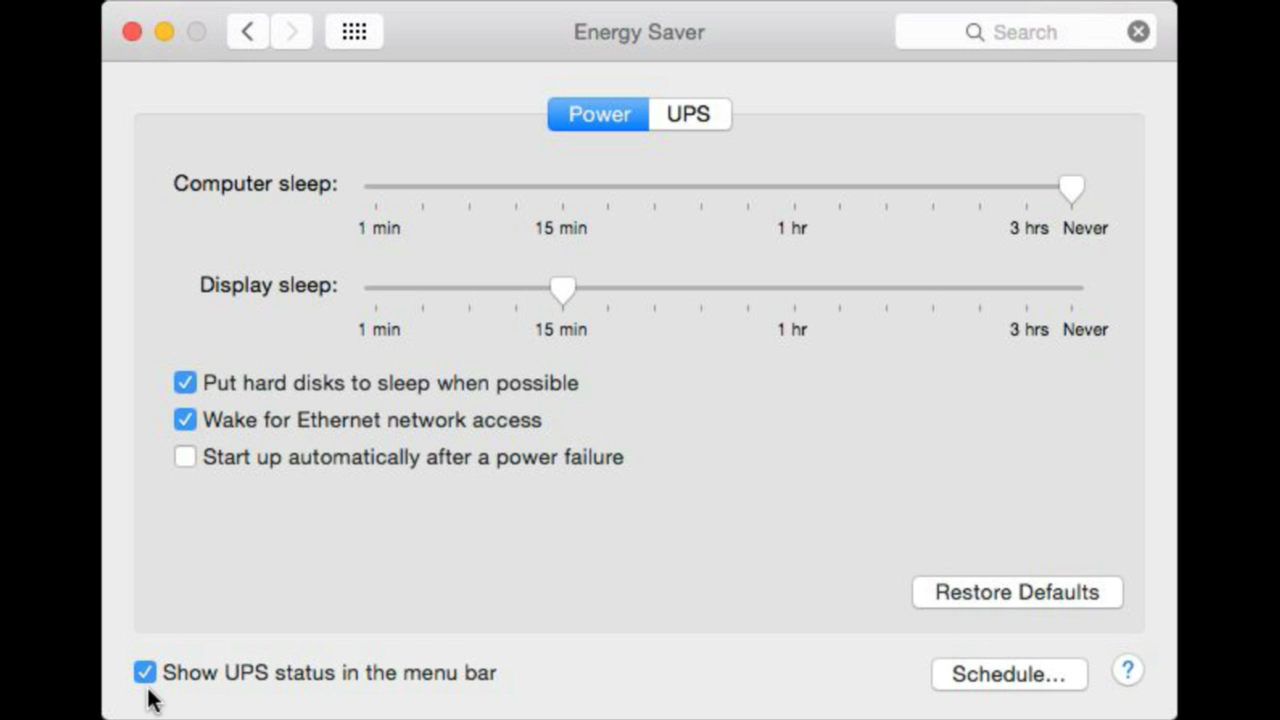 Energy Saver
Search
Power UPS
Computer sleep:
1 min 15 min 1 hr 3 hrs Never
Display sleep:
1 min 15 min 1 hr 3 hrs Never
Put hard disks to sleep when possible
Wake for Ethernet network access
Start up automatically after a power failure
Restore Defaults
Show UPS status in the menu bar
Schedule...
?